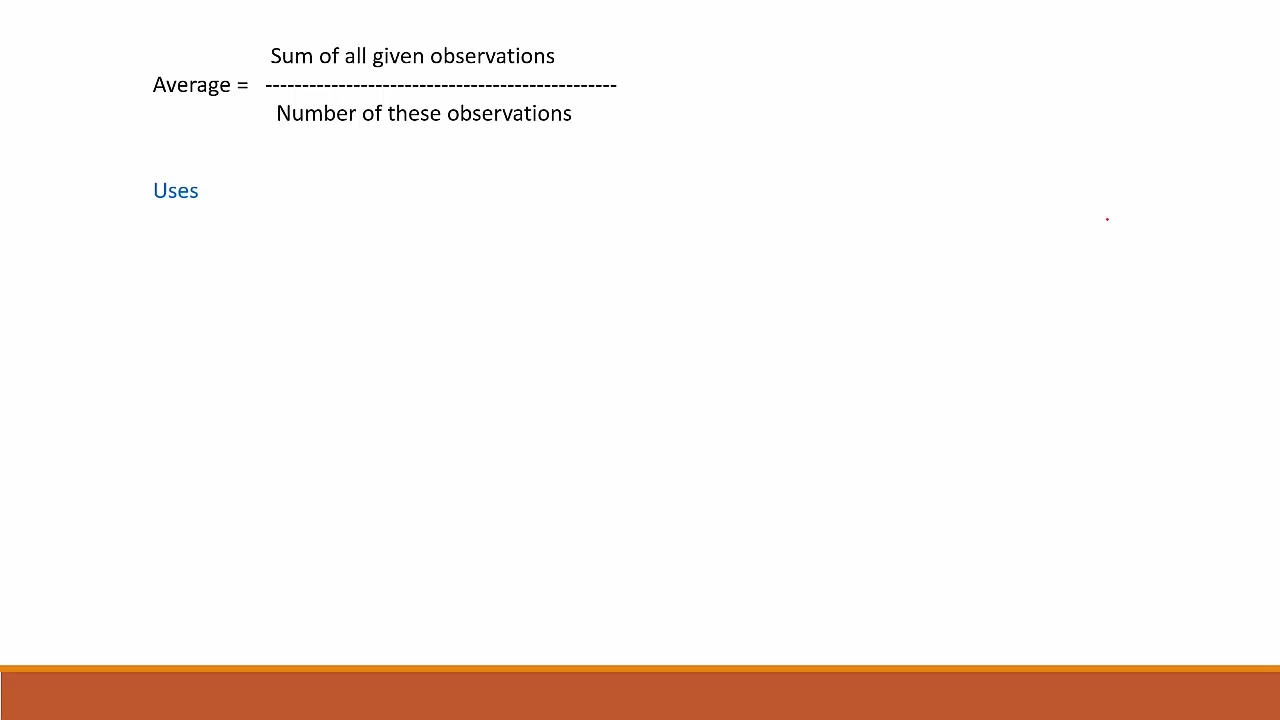 Sum of all given observations
Average = ------------------------------------------------
Number of these observations
Uses